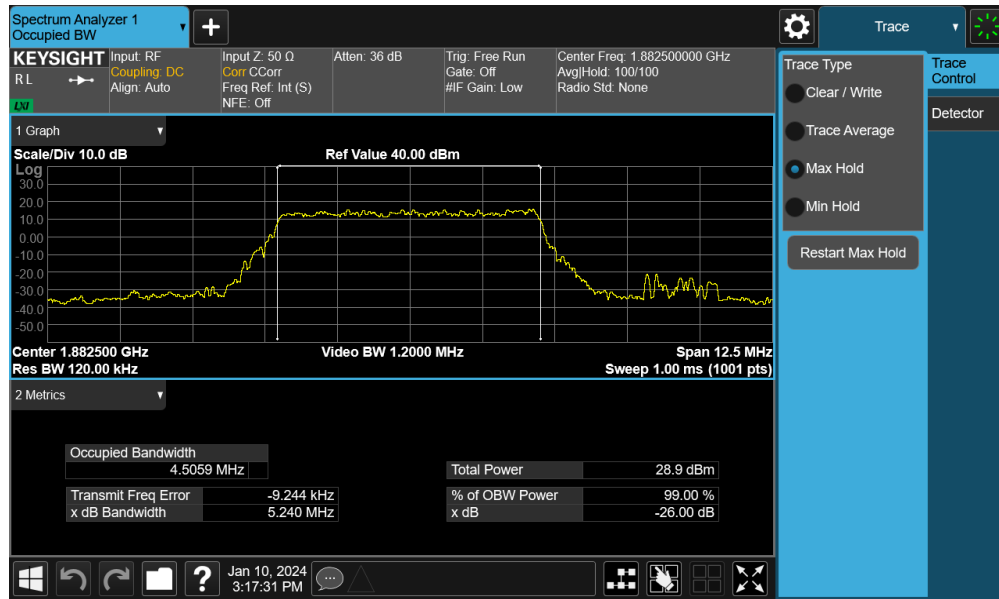 Spectrum Analyzer 1
Occupied BW
+
Trace
KEYSIGHT
R L
LXI
Input: RF
Coupling: DC
Align: Auto
Input Z: 50 Ω
Corr CCorr
Freq Ref: Int (S)
NFE: Off
Atten: 36 dB
Trig: Free Run
Gate: Off
#IF Gain: Low
Center Freq: 1.882500000 GHz
Avg|Hold: 100/100
Radio Std: None
Trace Type
Clear / Write
Trace Average
Max Hold
Min Hold
Restart Max Hold
Trace
Control
Detector
1 Graph
Scale/Div 10.0 dB
Ref Value 40.00 dBm
Log
30.0
20.0
10.0
0.00
-10.0
-20.0
-30.0
-40.0
-50.0
Center 1.882500 GHz
Video BW 1.2000 MHz
Span 12.5 MHz
Res BW 120.00 kHz
Sweep 1.00 ms (1001 pts)
2 Metrics
Occupied Bandwidth
4.5059 MHz
Total Power 28.9 dBm
Transmit Freq Error -9.244 kHz
% of OBW Power 99.00 %
x dB Bandwidth 5.240 MHz
x dB -26.00 dB
?
Jan 10, 2024
3:17:31 PM